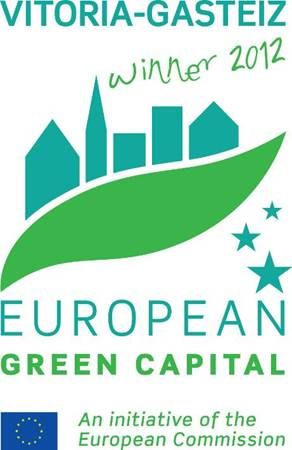 VITORIA-GASTEIZ
winner 2012
EUROPEAN
GREEN CAPITAL
An initiative of the
European Commission